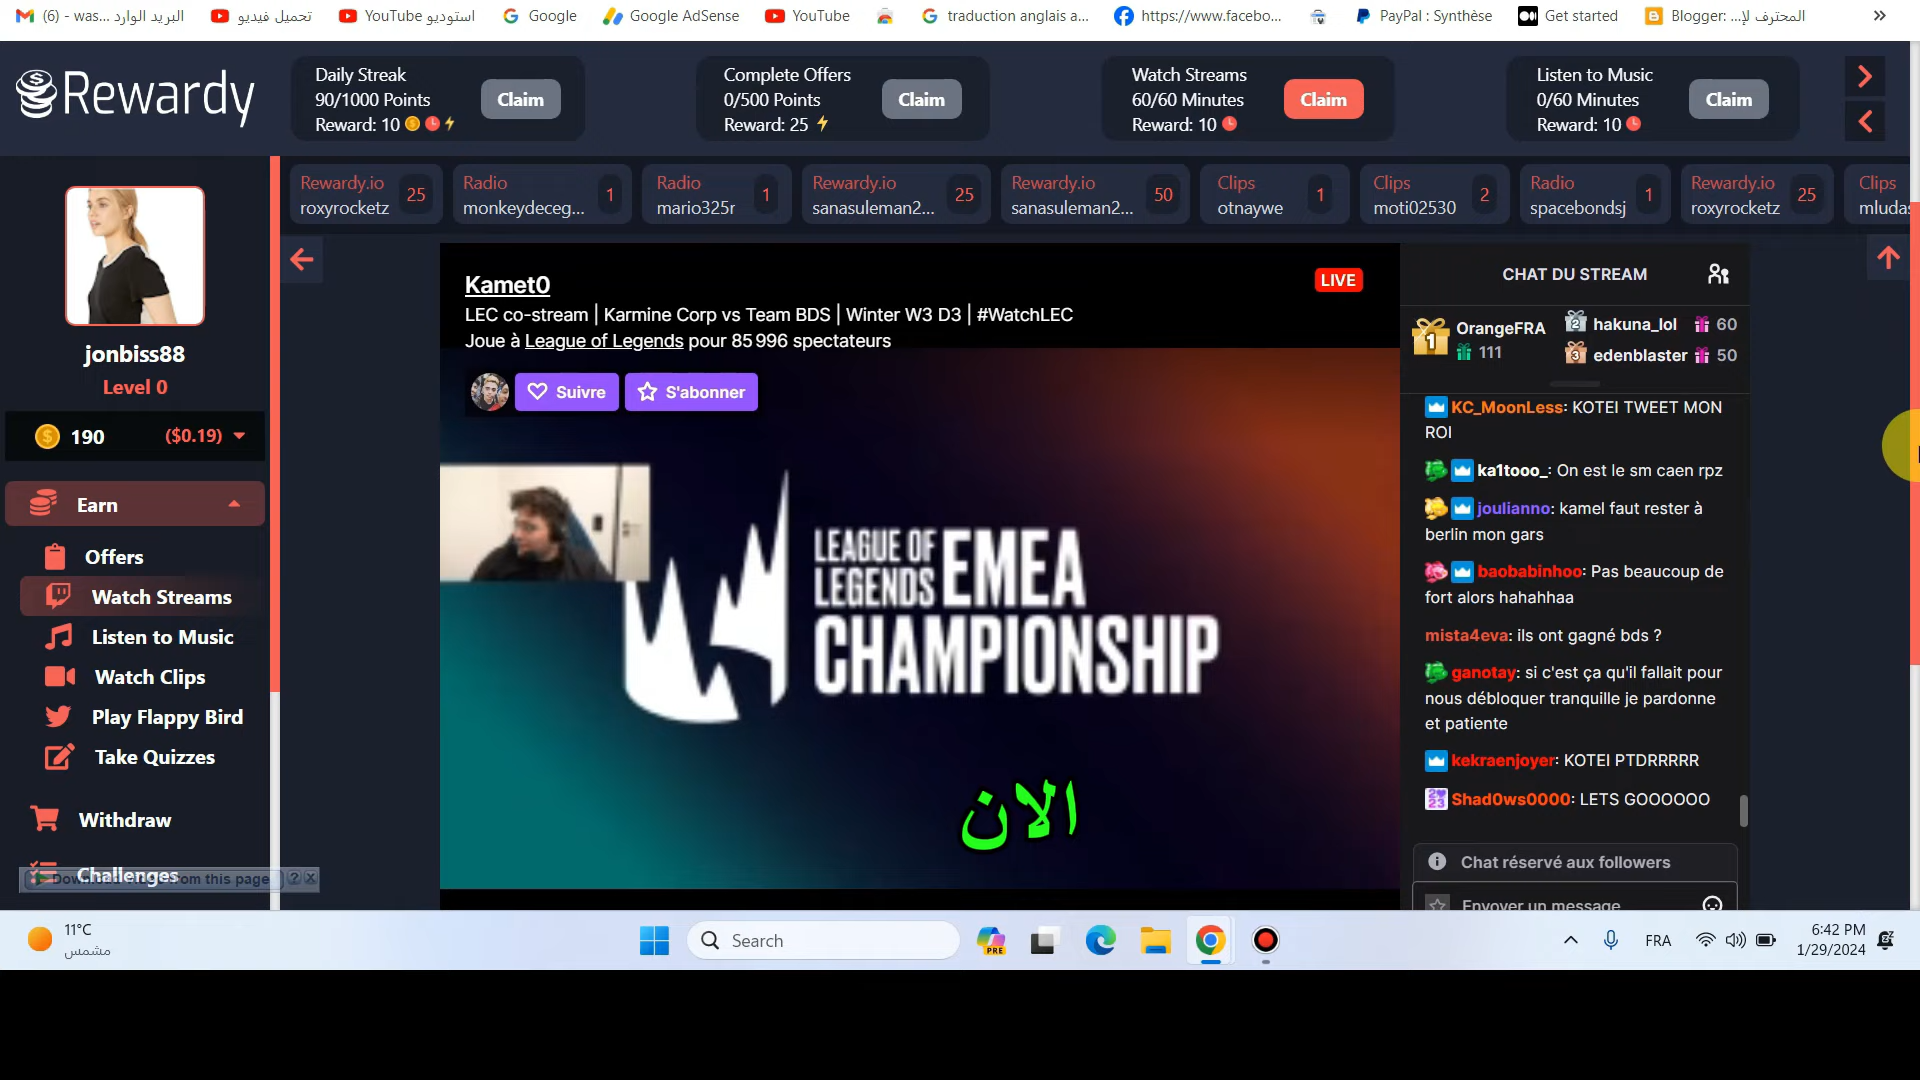 (6) - was... البريد الوارد
تحميل فيديو
YouTube استوديو
Google
Google AdSense
YouTube
traduction anglais a...
https://www.facebo...
PayPal : Synthèse
Get started
Blogger: ...المحترف لإ
»
Rewardy
Daily Streak
90/1000 Points
Reward: 10
Claim
Complete Offers
0/500 Points
Reward: 25
Claim
Watch Streams
60/60 Minutes
Reward: 10
Claim
Listen to Music
0/60 Minutes
Reward: 10
Claim
Rewardy.io
roxyrocketz
25
Radio
monkeydeceg...
1
Radio
mario325r
1
Rewardy.io
sanasuleman2...
25
Rewardy.io
sanasuleman2...
50
Clips
otnaywe
1
Clips
moti02530
2
Radio
spacebondsj
1
Rewardy.io
roxyrocketz
25
Clips
jonbiss88
Level 0
190 ($0.19)
Earn
Offers
Watch Streams
Listen to Music
Watch Clips
Play Flappy Bird
Take Quizzes
Withdraw
Challenges
Kamet0
LIVE
LEC co-stream | Karmine Corp vs Team BDS | Winter W3 D3 | #WatchLEC
Joue à League of Legends pour 85 996 spectateurs
Suivre
S'abonner
LEAGUE OF
LEGENDS EMEA
CHAMPIONSHIP
الان
CHAT DU STREAM
1 OrangeFRA
111
2 hakuna_lol 60
3 edenblaster 50
KC_MoonLess: KOTEI TWEET MON
ROI
ka1tooo_: On est le sm caen rpz
joulianno: kamel faut rester à
berlin mon gars
baobabinhoo: Pas beaucoup de
fort alors hahahhaa
mista4eva: ils ont gagné bds ?
ganotay: si c'est ça qu'il fallait pour
nous débloquer tranquille je pardonne
et patiente
kekraenjoyer: KOTEI PTDRRRRR
Shad0ws0000: LETS GOOOOOO
Chat réservé aux followers
Envoyer un message
11°C
مشمس
Search
PRE
FRA
6:42 PM
1/29/2024